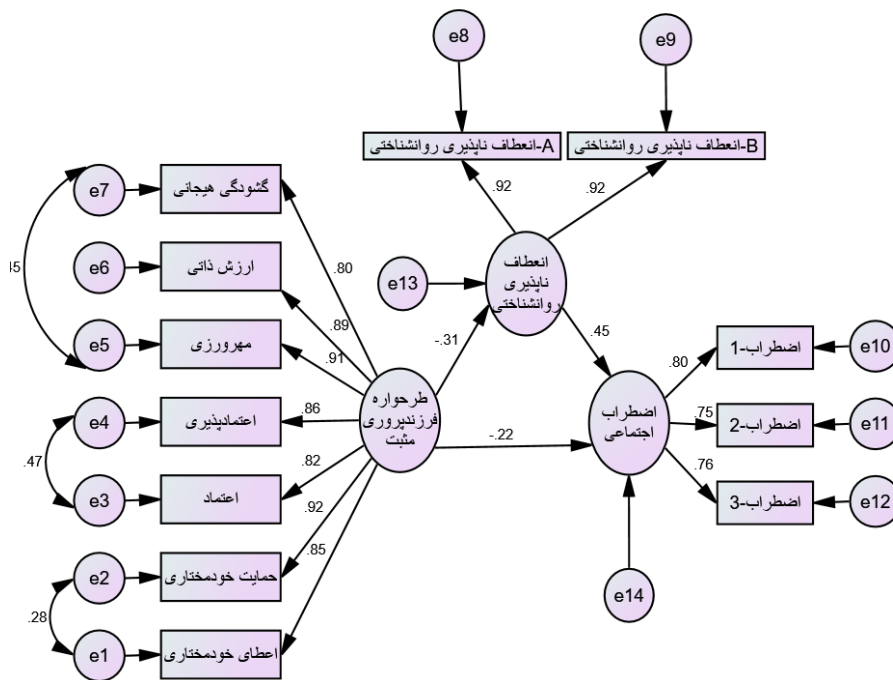 e8
e9
A-انعطاف ناپذیری روانشناختی
B-انعطاف ناپذیری روانشناختی
.92
.92
e7
گشودگی هیجانی
e6
ارزش ذاتی
e5
مهرورزی
e4
اعتمادپذیری
e3
اعتماد
e2
حمایت خودمختاری
e1
اعطای خودمختاری
.47
.28
.80
.89
.91
.86
.82
.92
.85
طرحواره
فرزندپروری
مثبت
e13
انعطاف
ناپذیری
روانشناختی
-.31
.45
-.22
اضطراب
اجتماعی
e14
.80
.75
.76
اضطراب-1
اضطراب-2
اضطراب-3
e10
e11
e12